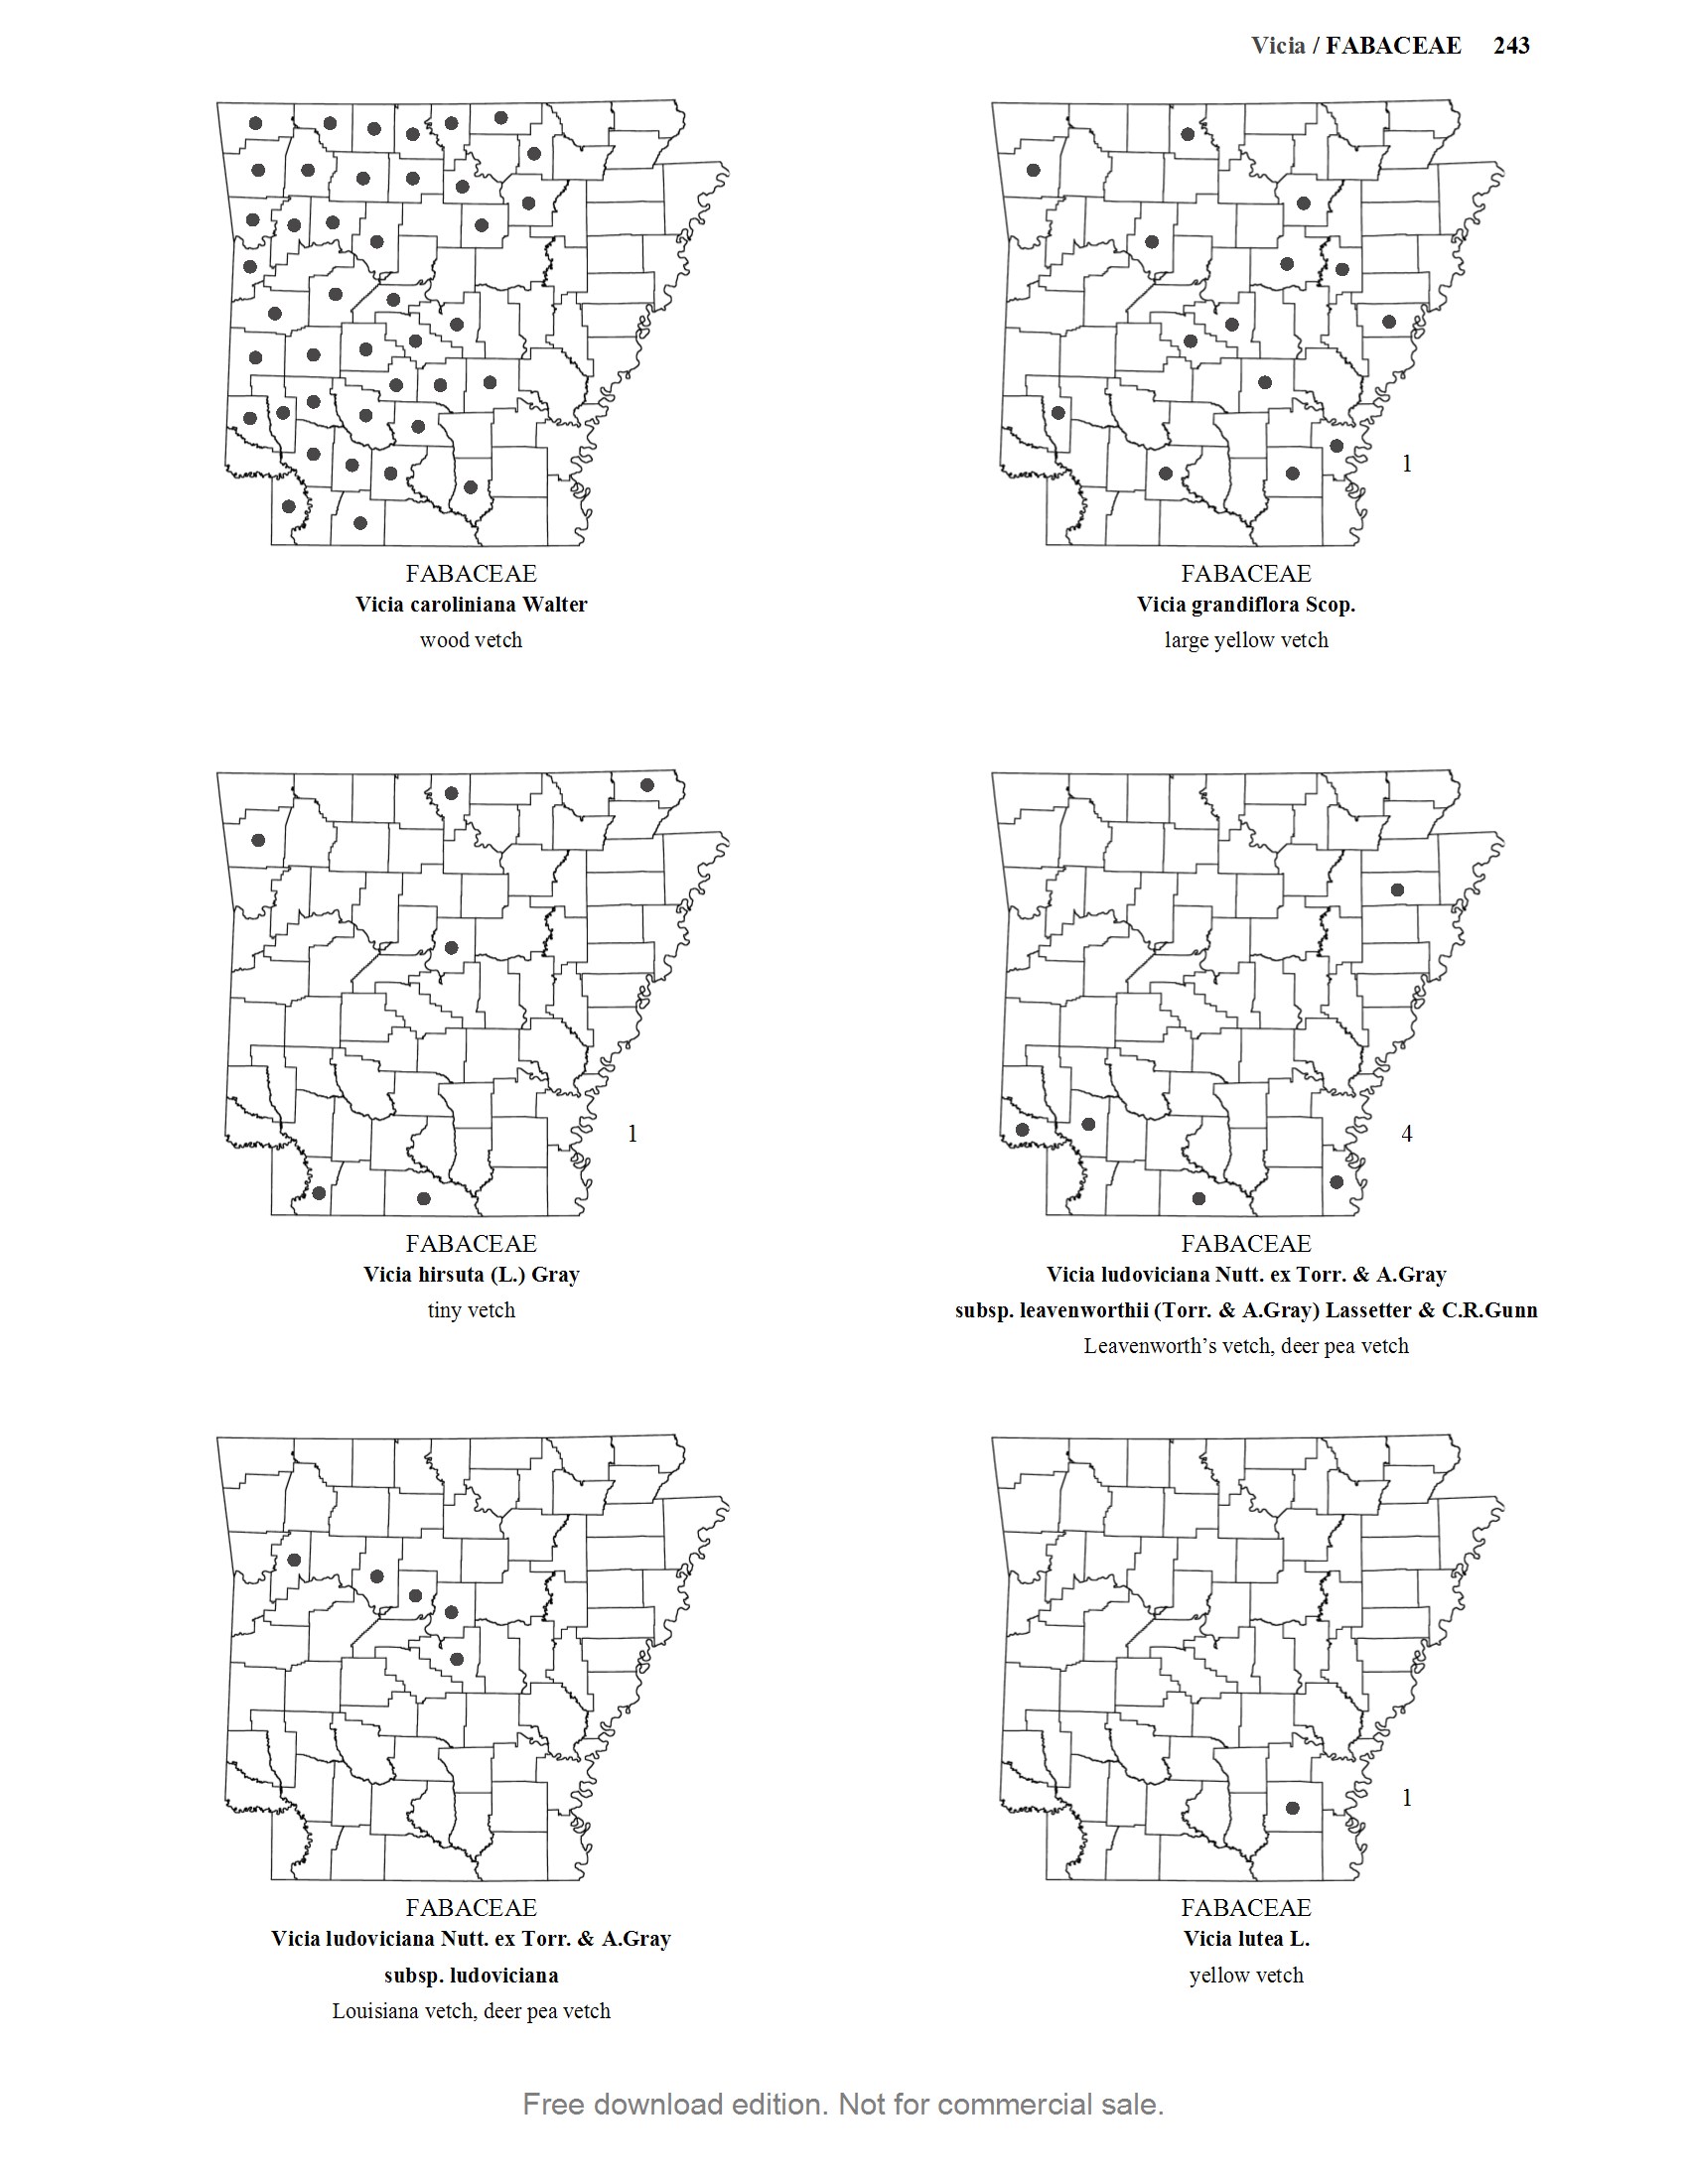 Vicia / FABACEAE 243
FABACEAE
Vicia caroliniana Walter
wood vetch
1
FABACEAE
Vicia grandiflora Scop.
large yellow vetch
1
FABACEAE
Vicia hirsuta (L.) Gray
tiny vetch
4
FABACEAE
Vicia ludoviciana Nutt. ex Torr. & A.Gray
subsp. leavenworthii (Torr. & A.Gray) Lassetter & C.R.Gunn
Leavenworth’s vetch, deer pea vetch
FABACEAE
Vicia ludoviciana Nutt. ex Torr. & A.Gray
subsp. ludoviciana
Louisiana vetch, deer pea vetch
1
FABACEAE
Vicia lutea L.
yellow vetch
Free download edition. Not for commercial sale.